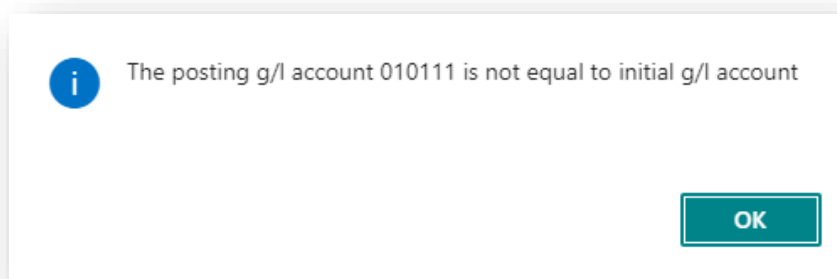 The posting g/l account 010111 is not equal to initial g/l account
OK